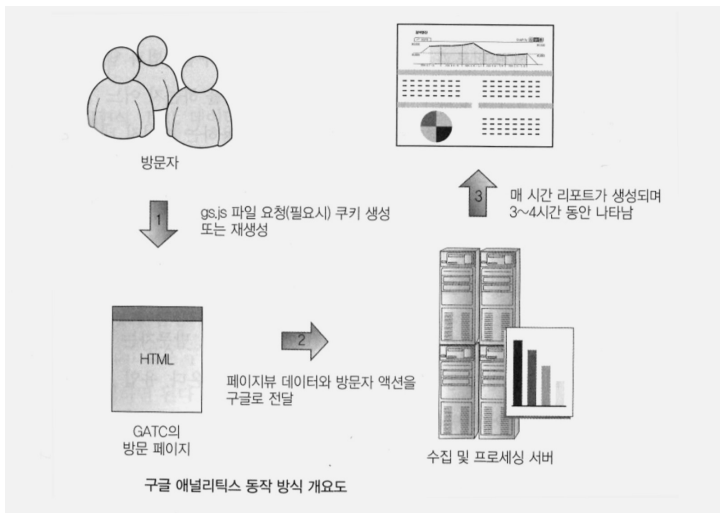 방문자
1
gs.js 파일 요청(필요시) 쿠키 생성
또는 재생성
3
매 시간 리포트가 생성되며
3~4시간 동안 나타남
HTML
GATC의
방문 페이지
2
페이지뷰 데이터와 방문자 액션을
구글로 전달
수집 및 프로세싱 서버
구글 애널리틱스 동작 방식 개요도